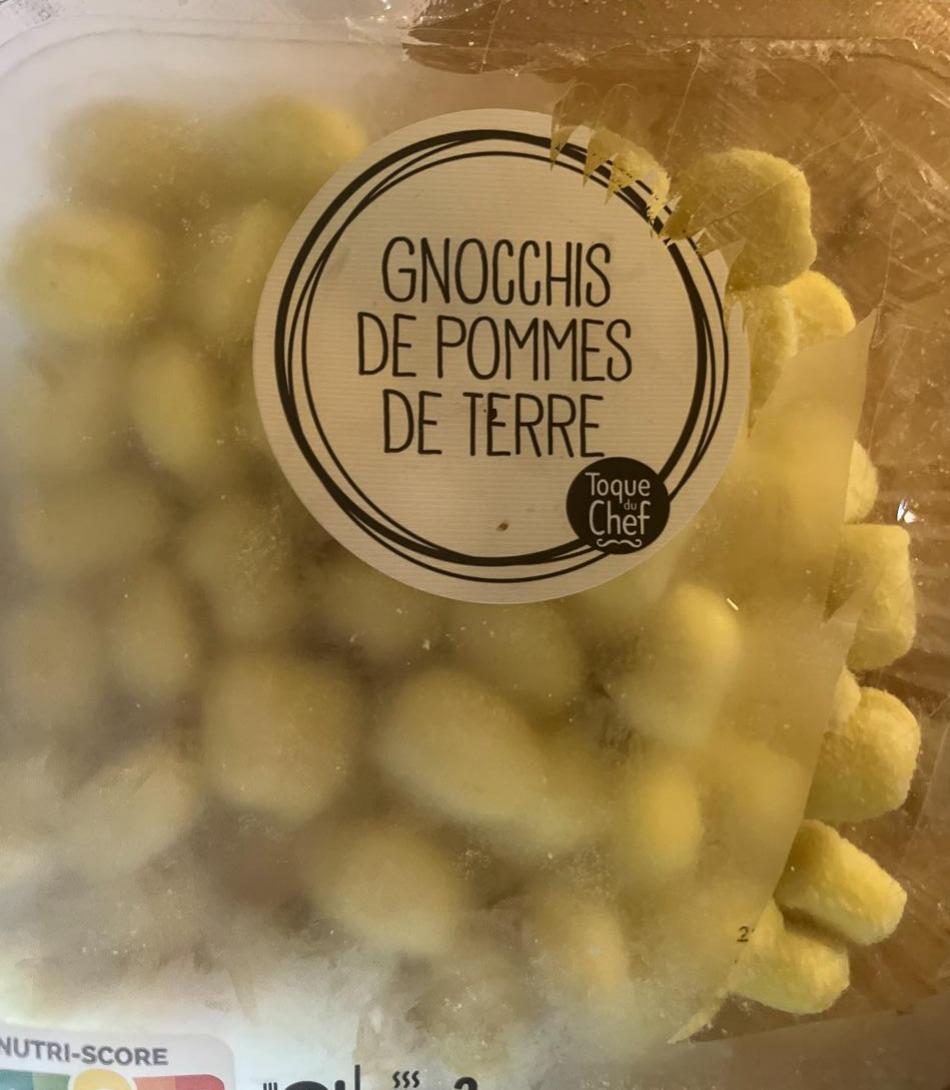 GNOCCHIS
DE POMMES
DE TERRE
Toque
du
Chef
NUTRI-SCORE